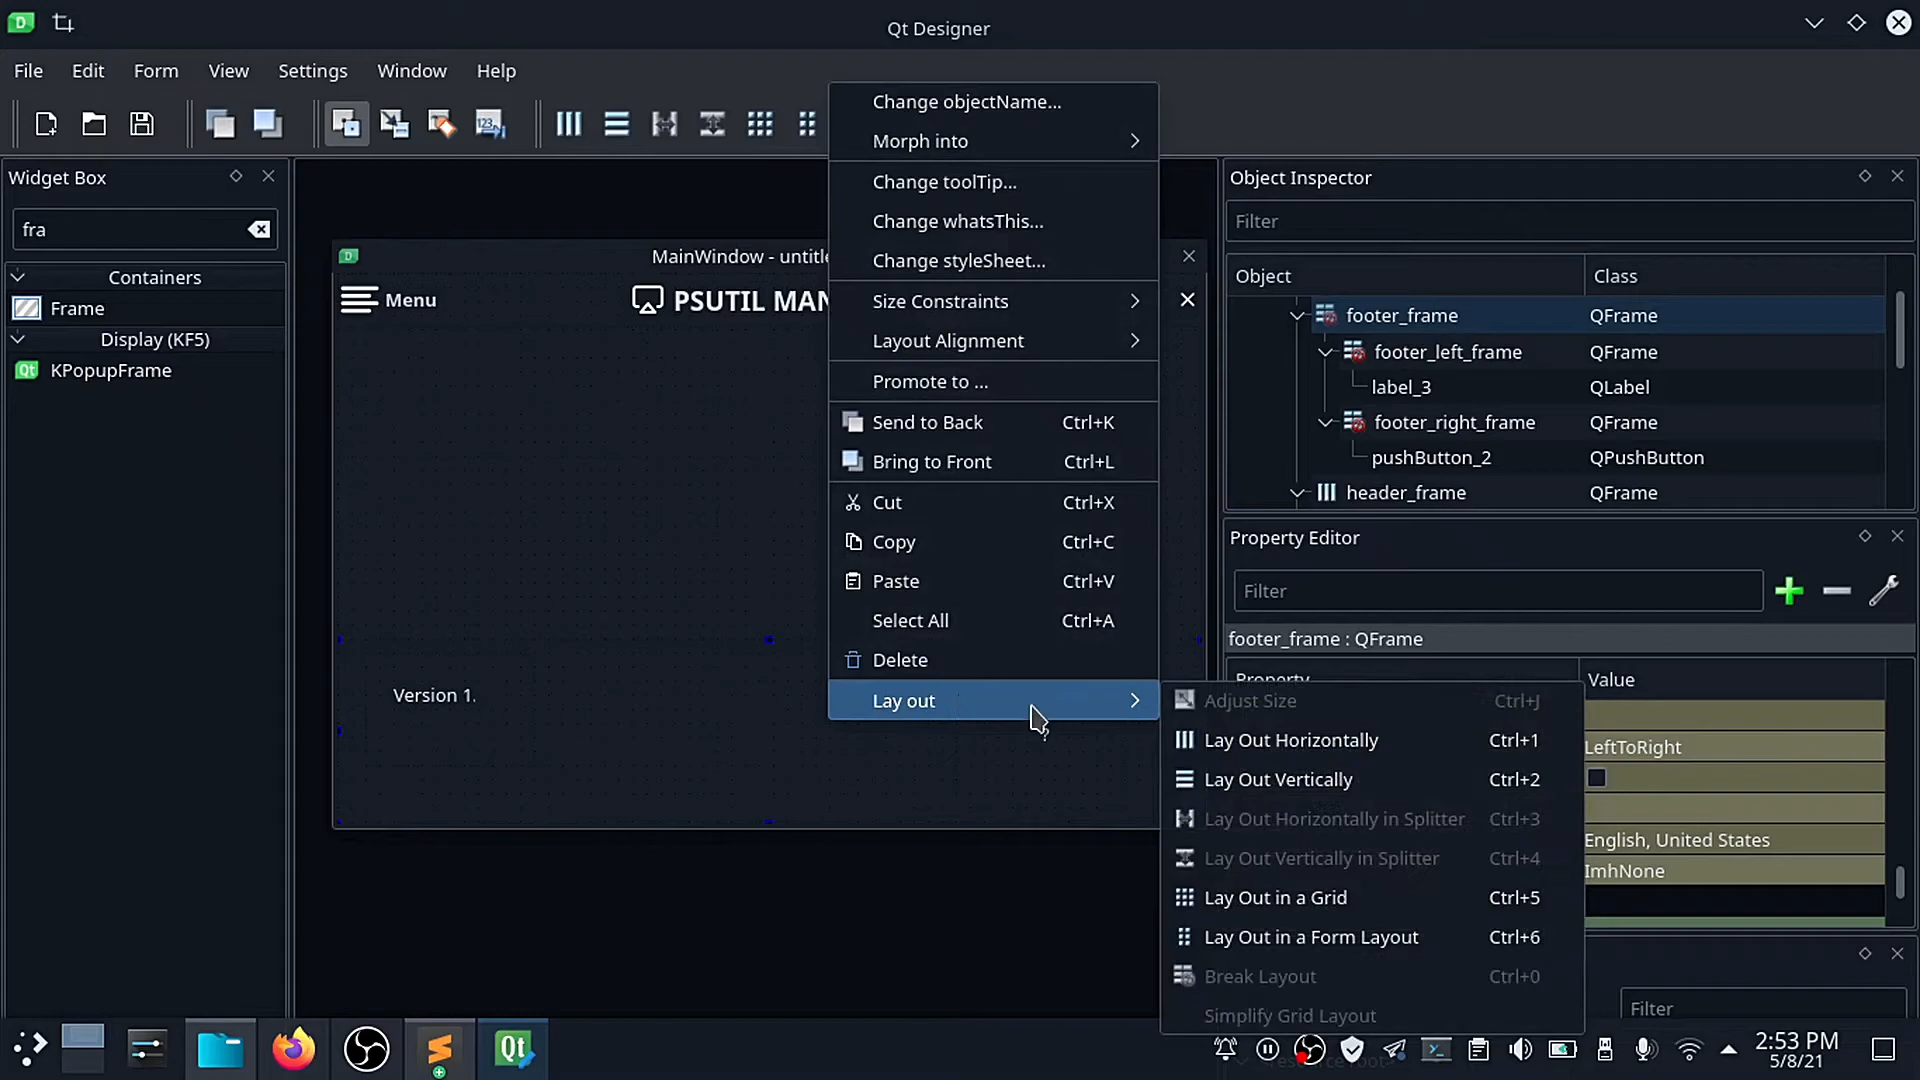 Qt Designer
File Edit Form View Settings Window Help
Widget Box
fra
Containers
Frame
Display (KF5)
KPopupFrame
MainWindow - untitle
Menu
PSUTIL MAN
Version 1.
Change objectName...
Morph into
Change toolTip...
Change whatsThis...
Change styleSheet...
Size Constraints
Layout Alignment
Promote to ...
Send to Back Ctrl+K
Bring to Front Ctrl+L
Cut Ctrl+X
Copy Ctrl+C
Paste Ctrl+V
Select All Ctrl+A
Delete
Lay out
Adjust Size Ctrl+J
Lay Out Horizontally Ctrl+1
Lay Out Vertically Ctrl+2
Lay Out Horizontally in Splitter Ctrl+3
Lay Out Vertically in Splitter Ctrl+4
Lay Out in a Grid Ctrl+5
Lay Out in a Form Layout Ctrl+6
Break Layout Ctrl+0
Simplify Grid Layout
Object Inspector
Filter
Object Class
footer_frame QFrame
footer_left_frame QFrame
label_3 QLabel
footer_right_frame QFrame
pushButton_2 QPushButton
header_frame QFrame
Property Editor
Filter
footer_frame : QFrame
Property Value
LeftToRight
English, United States
ImhNone
Filter
2:53 PM
5/8/21